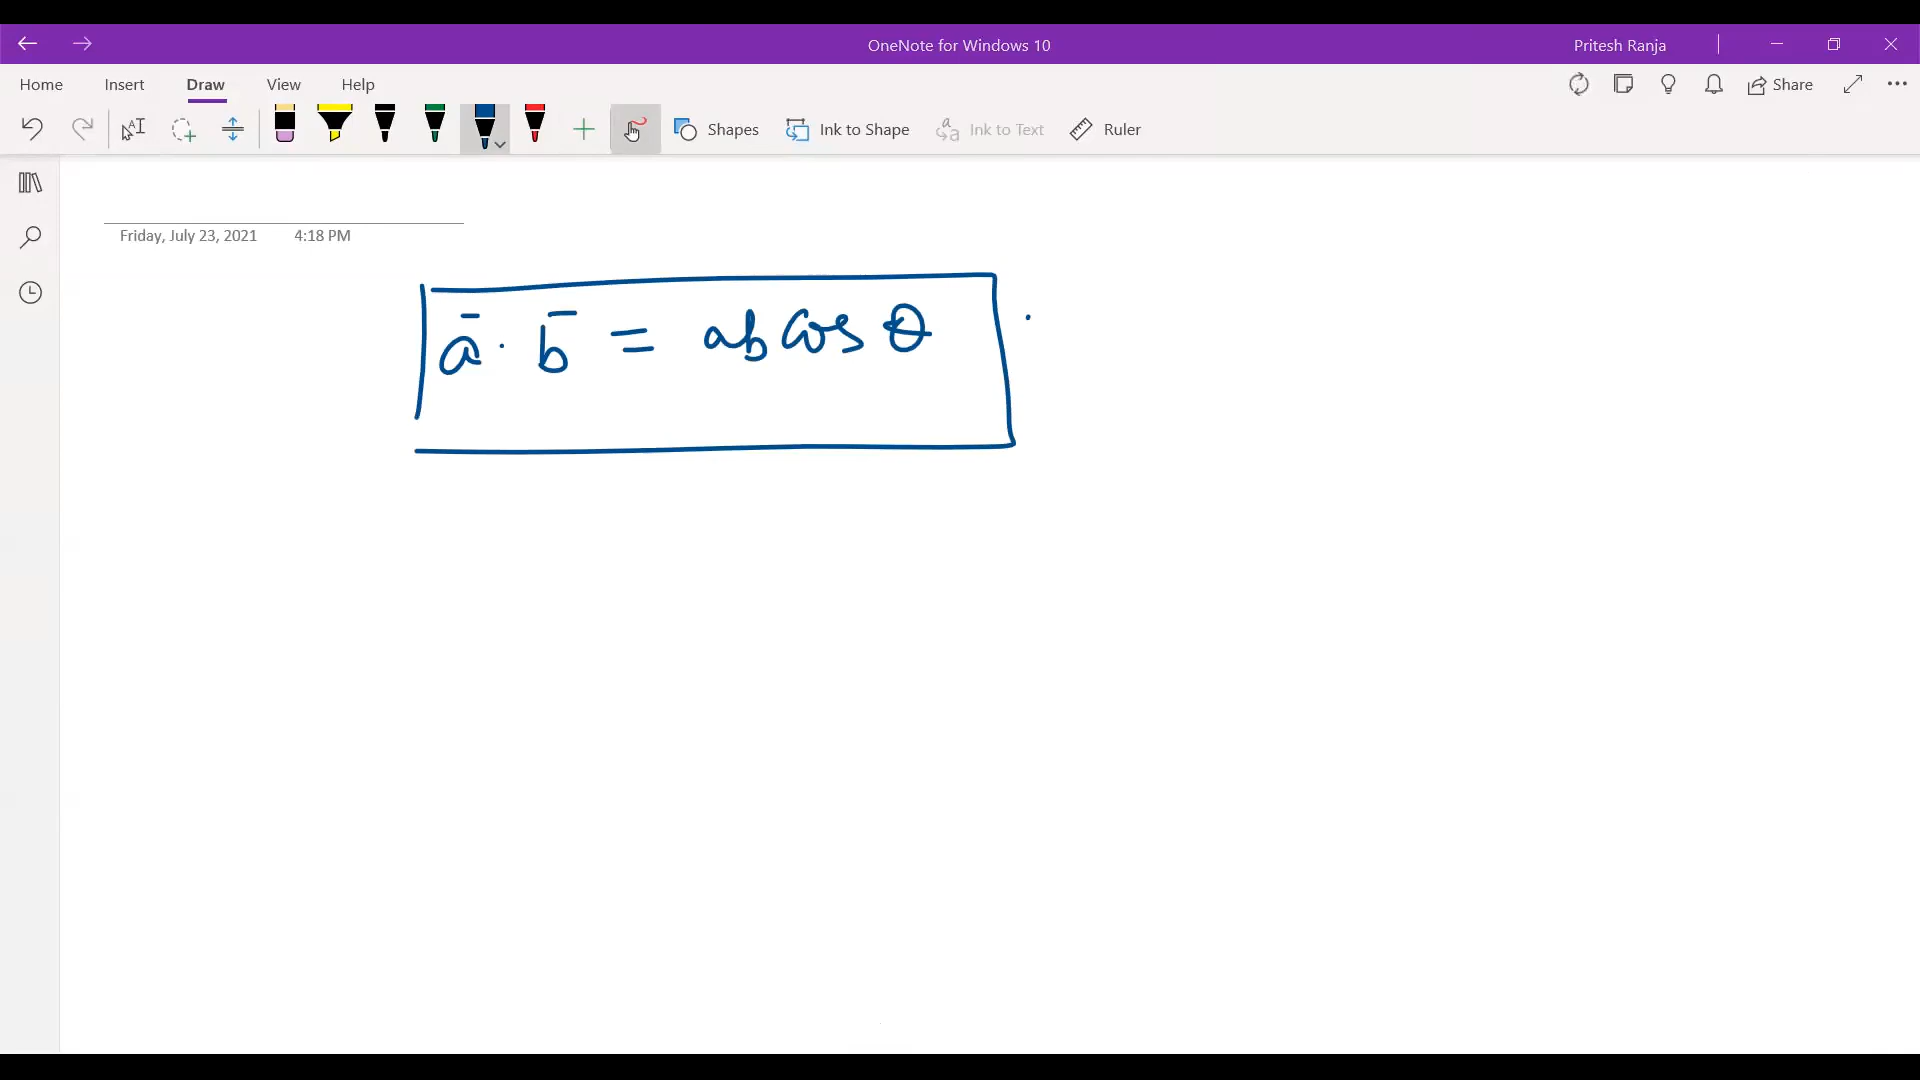 OneNote for Windows 10
Pritesh Ranja
Home Insert Draw View Help
Share
Shapes Ink to Shape Ink to Text Ruler
Friday, July 23, 2021 4:18 PM
a̅ · b̅ = ab cos θ